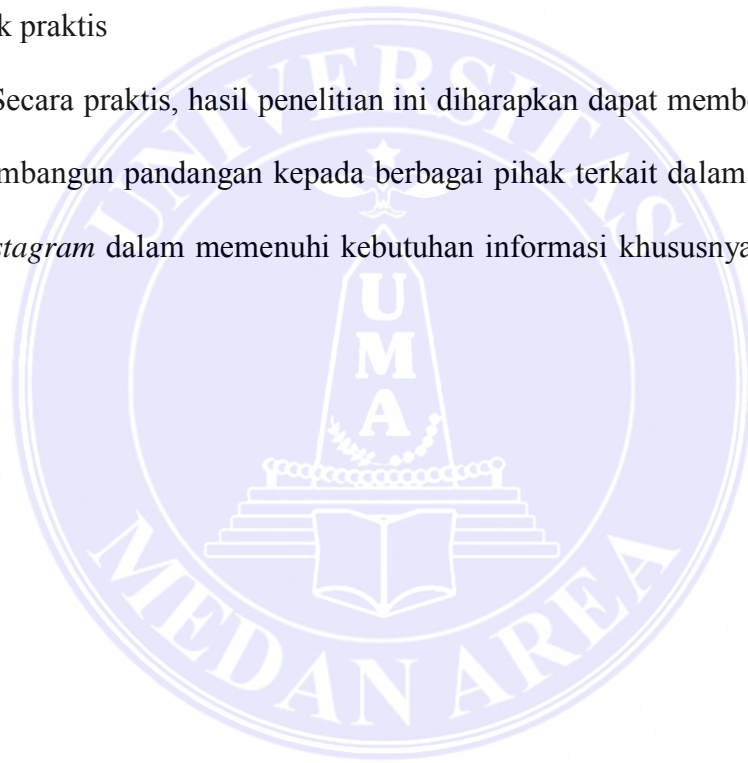 k praktis
Secara praktis, hasil penelitian ini diharapkan dapat membe
mbangun pandangan kepada berbagai pihak terkait dalam
stagram dalam memenuhi kebutuhan informasi khususnya
UNIVERSITAS
U
M
A
MEDAN AREA